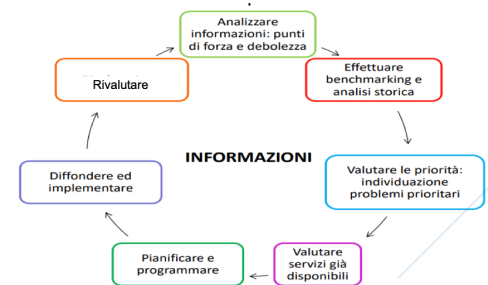 Analizzare
informazioni: punti
di forza e debolezza
Effettuare
benchmarking e
analisi storica
Valutare le priorità:
individuazione
problemi prioritari
Valutare
servizi già
disponibili
Pianificare e
programmare
Diffondere ed
implementare
Rivalutare
INFORMAZIONI